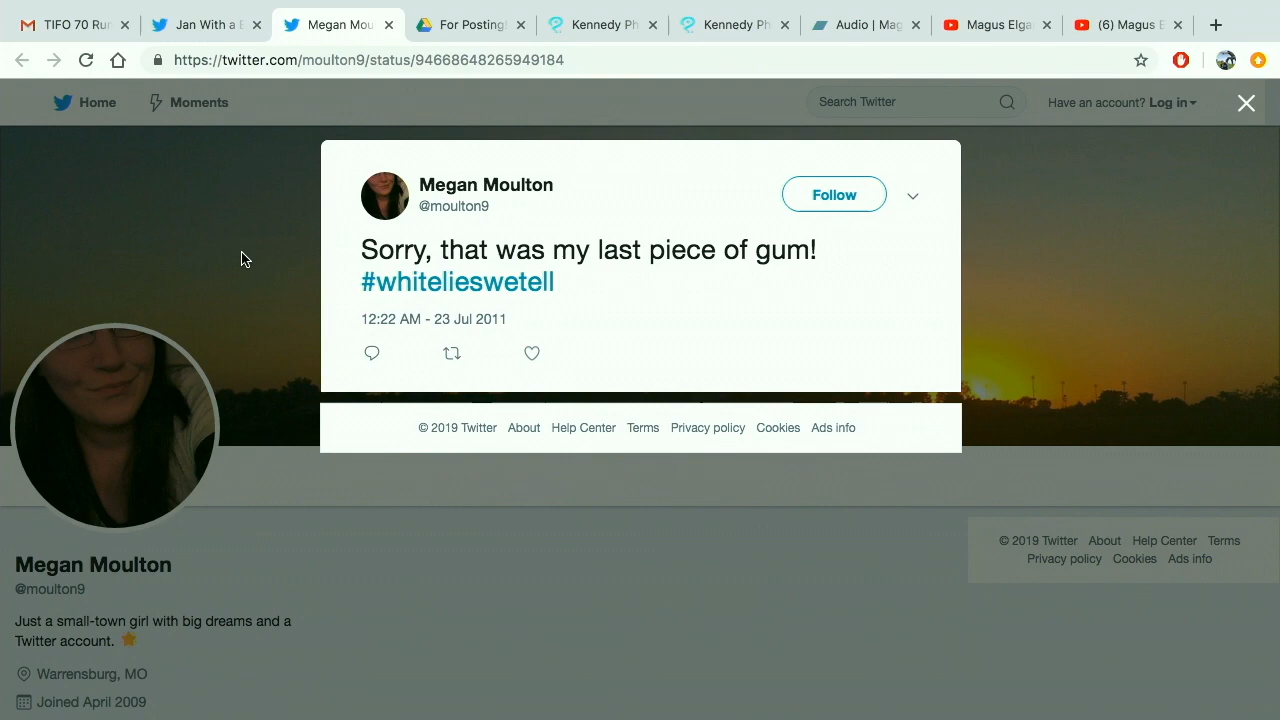 TIFO 70 Run
Jan With a B
Megan Mou
For Posting!
Kennedy Ph
Kennedy Ph
Audio | Mag
Magus Elga
(6) Magus E
https://twitter.com/moulton9/status/94668648265949184
Home
Moments
Search Twitter
Have an account? Log in
Megan Moulton
@moulton9
Follow
Sorry, that was my last piece of gum!
#whitelieswetell
12:22 AM - 23 Jul 2011
© 2019 Twitter About Help Center Terms Privacy policy Cookies Ads info
© 2019 Twitter About Help Center Terms
Privacy policy Cookies Ads info
Megan Moulton
@moulton9
Just a small-town girl with big dreams and a
Twitter account.
Warrensburg, MO
Joined April 2009